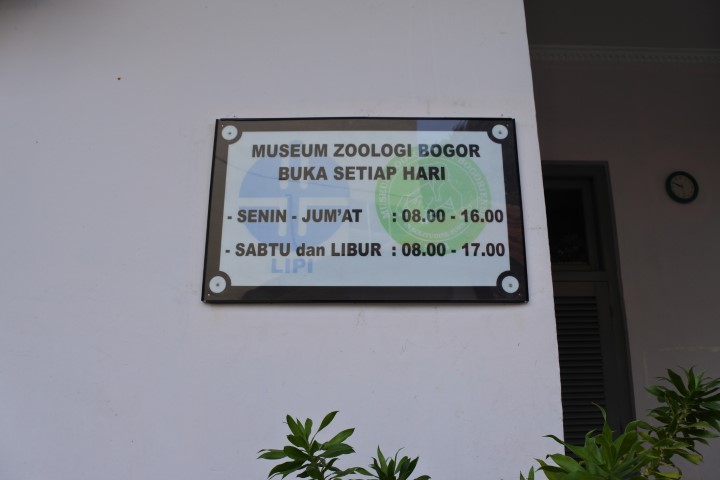 MUSEUM ZOOLOGI BOGOR
BUKA SETIAP HARI
- SENIN - JUM'AT : 08.00 - 16.00
- SABTU dan LIBUR : 08.00 - 17.00
LIPI